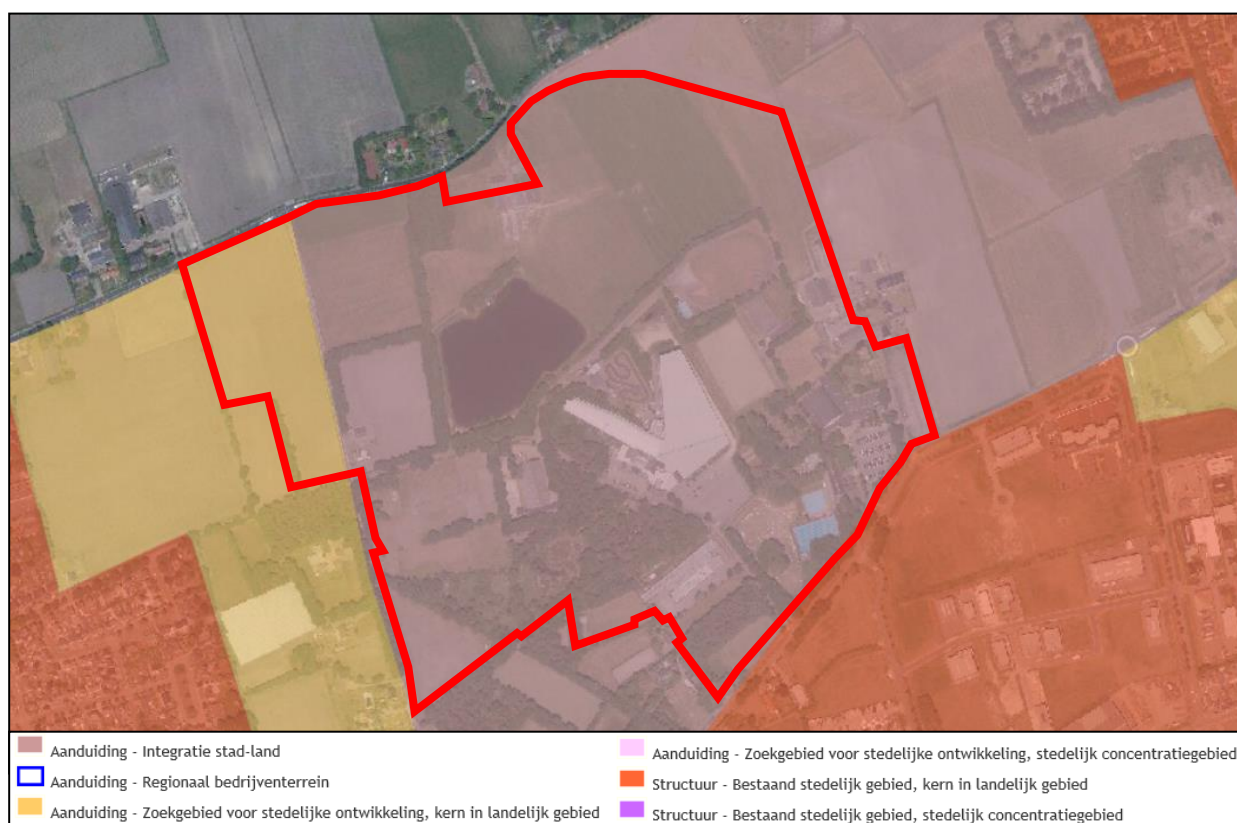 Aanduiding - Integratie stad-land
Aanduiding - Regionaal bedrijventerrein
Aanduiding - Zoekgebied voor stedelijke ontwikkeling, kern in landelijk gebied
Aanduiding - Zoekgebied voor stedelijke ontwikkeling, stedelijk concentratiegebied
Structuur - Bestaand stedelijk gebied, kern in landelijk gebied
Structuur - Bestaand stedelijk gebied, stedelijk concentratiegebied